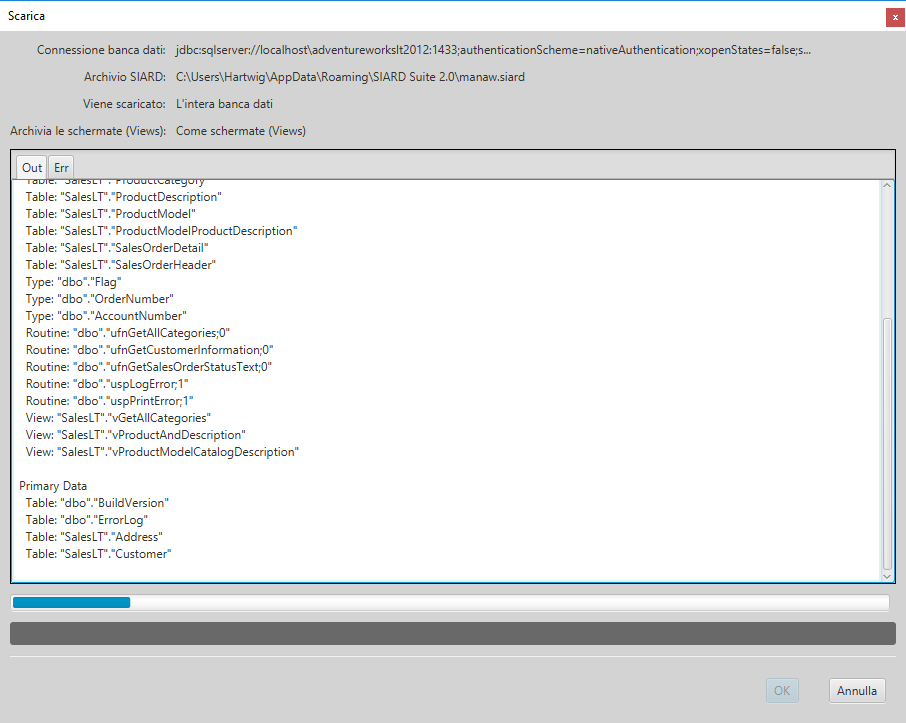 Scarica
x
Connessione banca dati: jdbc:sqlserver://localhost\adventureworkslt2012:1433;authenticationScheme=nativeAuthentication;xopenStates=false;s...
Archivio SIARD: C:\Users\Hartwig\AppData\Roaming\SIARD Suite 2.0\manaw.siard
Viene scaricato: L'intera banca dati
Archivia le schermate (Views): Come schermate (Views)
Out Err
Table: "SalesLT"."ProductCategory"
Table: "SalesLT"."ProductDescription"
Table: "SalesLT"."ProductModel"
Table: "SalesLT"."ProductModelProductDescription"
Table: "SalesLT"."SalesOrderDetail"
Table: "SalesLT"."SalesOrderHeader"
Type: "dbo"."Flag"
Type: "dbo"."OrderNumber"
Type: "dbo"."AccountNumber"
Routine: "dbo"."ufnGetAllCategories;0"
Routine: "dbo"."ufnGetCustomerInformation;0"
Routine: "dbo"."ufnGetSalesOrderStatusText;0"
Routine: "dbo"."uspLogError;1"
Routine: "dbo"."uspPrintError;1"
View: "SalesLT"."vGetAllCategories"
View: "SalesLT"."vProductAndDescription"
View: "SalesLT"."vProductModelCatalogDescription"
Primary Data
Table: "dbo"."BuildVersion"
Table: "dbo"."ErrorLog"
Table: "SalesLT"."Address"
Table: "SalesLT"."Customer"
OK Annulla